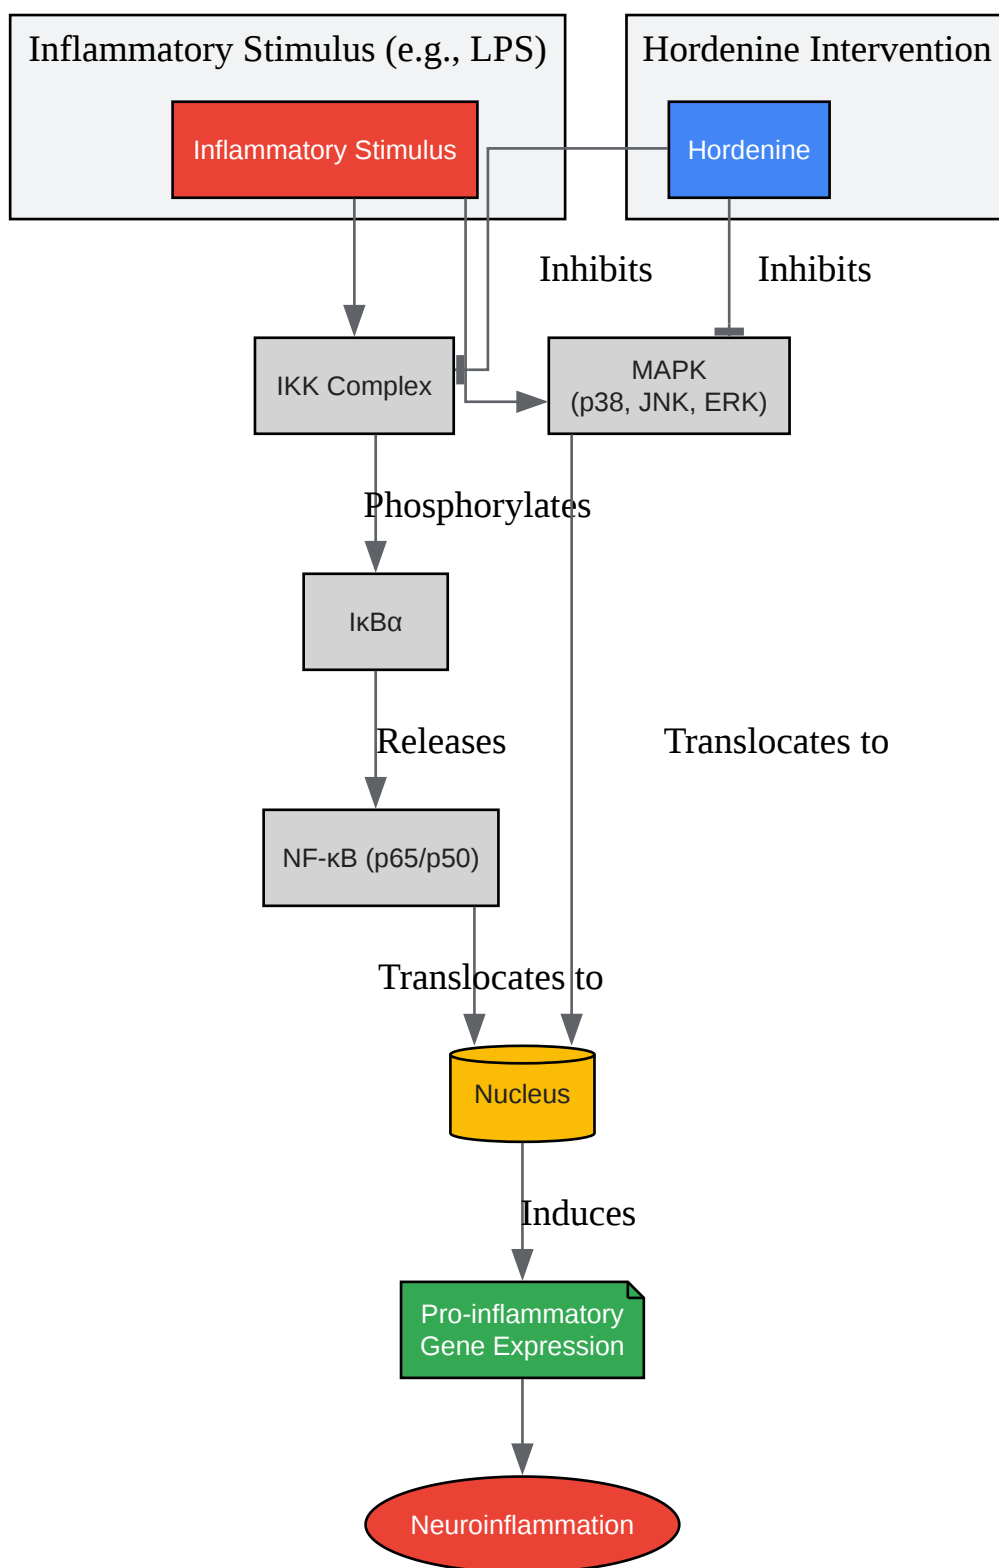 Inflammatory Stimulus (e.g., LPS)
Hordenine Intervention
Inflammatory Stimulus
Hordenine
Inhibits
Inhibits
IKK Complex
MAPK
(p38, JNK, ERK)
Phosphorylates
IκBα
Releases
Translocates to
NF-κB (p65/p50)
Translocates to
Nucleus
Induces
Pro-inflammatory
Gene Expression
Neuroinflammation